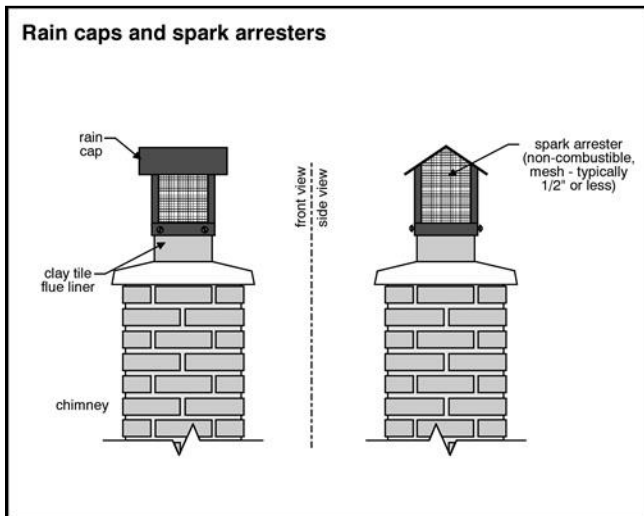 Rain caps and spark arresters
rain
cap
clay tile
flue liner
chimney
front view
side view
spark arrester
(non-combustible,
mesh - typically
1/2" or less)